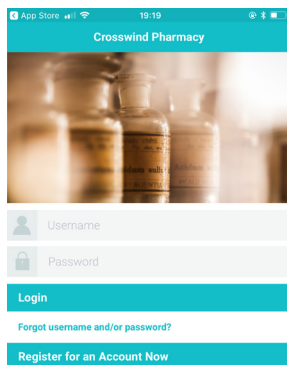 App Store 19:19
Crosswind Pharmacy
Username
Password
Login
Forgot username and/or password?
Register for an Account Now